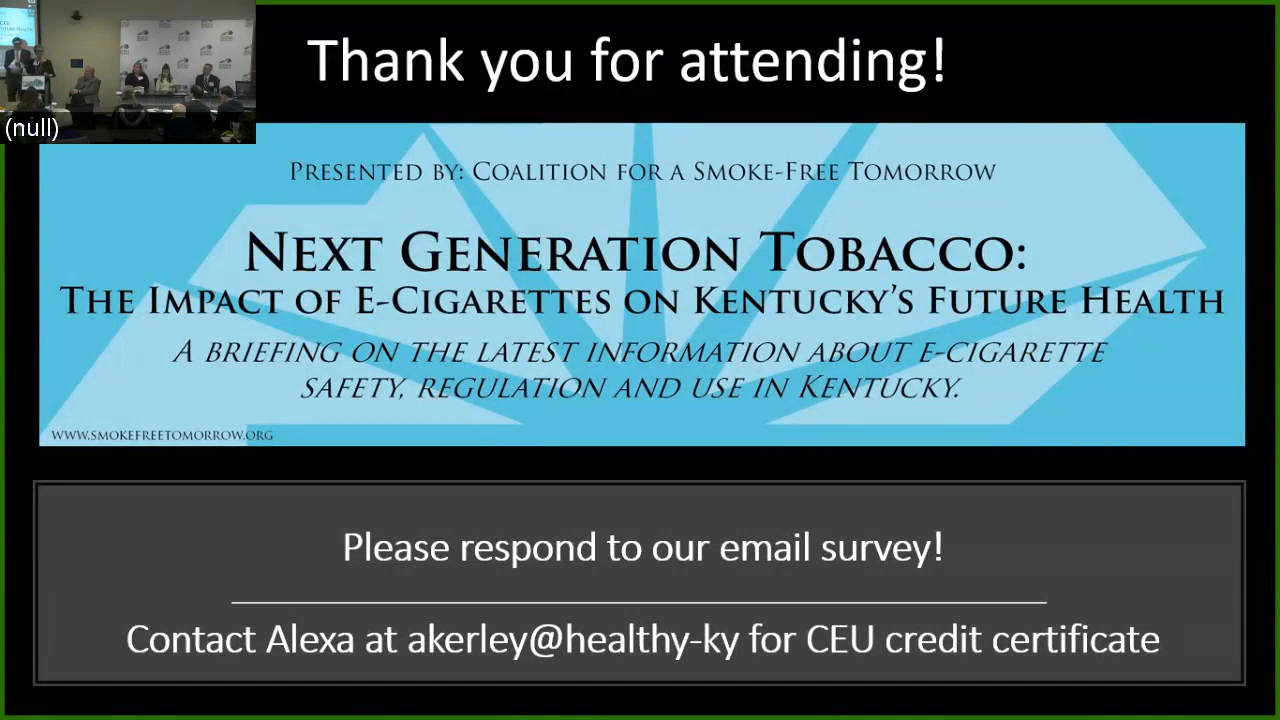 Thank you for attending!
(null)
PRESENTED BY: COALITION FOR A SMOKE-FREE TOMORROW
NEXT GENERATION TOBACCO:
THE IMPACT OF E-CIGARETTES ON KENTUCKY'S FUTURE HEALTH
A BRIEFING ON THE LATEST INFORMATION ABOUT E-CIGARETTE
SAFETY, REGULATION AND USE IN KENTUCKY.
WWW.SMOKEFREETOMORROW.ORG
Please respond to our email survey!
Contact Alexa at akerley@healthy-ky for CEU credit certificate